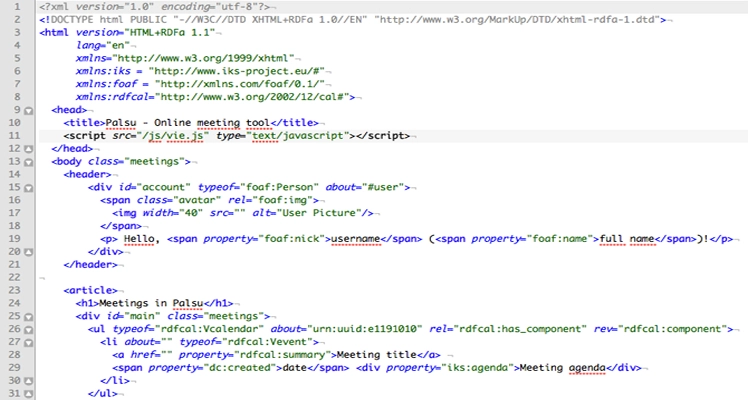 1 <?xml version="1.0" encoding="utf-8"?>
2 <!DOCTYPE html PUBLIC "-//W3C//DTD XHTML+RDFa 1.0//EN" "http://www.w3.org/MarkUp/DTD/xhtml-rdfa-1.dtd">
3 <html version="HTML+RDFa 1.1"
4 lang="en"
5 xmlns="http://www.w3.org/1999/xhtml"
6 xmlns:iks = "http://www.iks-project.eu/#"
7 xmlns:foaf = "http://xmlns.com/foaf/0.1/"
8 xmlns:rdfcal="http://www.w3.org/2002/12/cal#">
9 <head>
10 <title>Palsu - Online meeting tool</title>
11 <script src="/js/vie.js" type="text/javascript"></script>
12 </head>
13 <body class="meetings">
14 <header>
15 <div id="account" typeof="foaf:Person" about="#user">
16 <span class="avatar" rel="foaf:img">
17 <img width="40" src="" alt="User Picture"/>
18 </span>
19 <p> Hello, <span property="foaf:nick">username</span> (<span property="foaf:name">full name</span>)!</p>
20 </div>
21 </header>
22
23 <article>
24 <h1>Meetings in Palsu</h1>
25 <div id="main" class="meetings">
26 <ul typeof="rdfcal:Vcalendar" about="urn:uuid:e1191010" rel="rdfcal:has_component" rev="rdfcal:component">
27 <li about="" typeof="rdfcal:Vevent">
28 <a href="" property="rdfcal:summary">Meeting title</a>
29 <span property="dc:created">date</span> <div property="iks:agenda">Meeting agenda</div>
30 </li>
31 </ul>